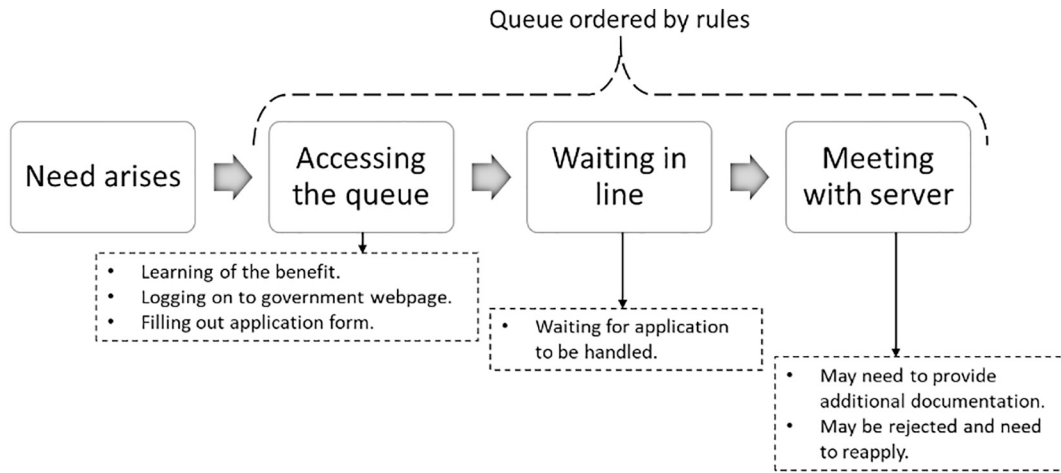 Queue ordered by rules
Need arises
Accessing
the queue
Waiting in
line
Meeting
with server
• Learning of the benefit.
• Logging on to government webpage.
• Filling out application form.
• Waiting for application
to be handled.
• May need to provide
additional documentation.
• May be rejected and need
to reapply.